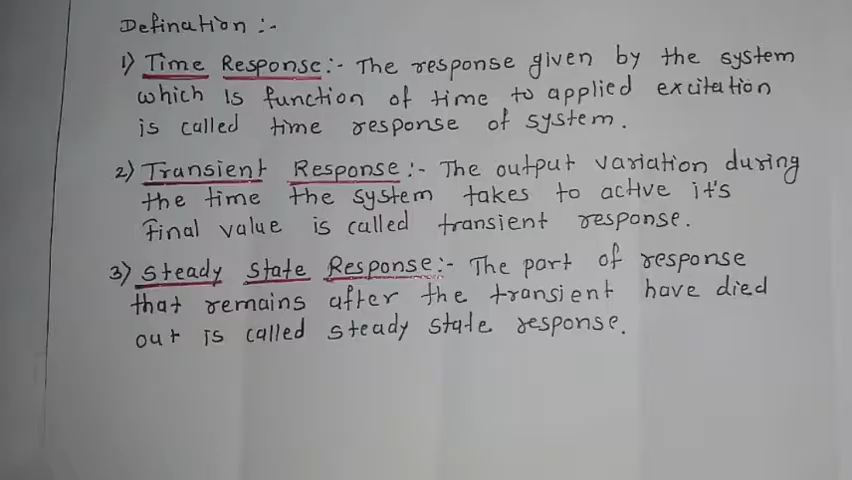 Defination :-
1) Time Response :- The response given by the system
which is function of time to applied excitation
is called time response of system.
2) Transient Response :- The output variation during
the time the system takes to active it's
final value is called transient response.
3) Steady State Response :- The part of response
that remains after the transient have died
out is called steady state response.